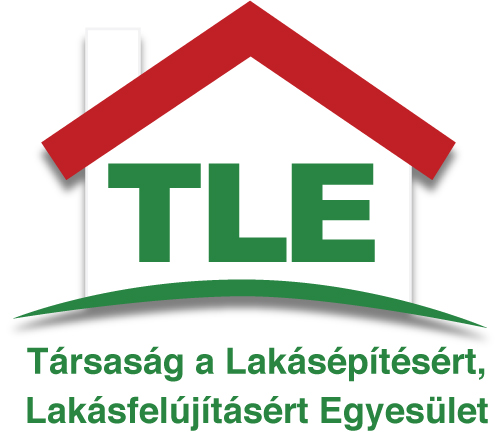 TLE
Társaság a Lakásépítésért,
Lakásfelújításért Egyesület